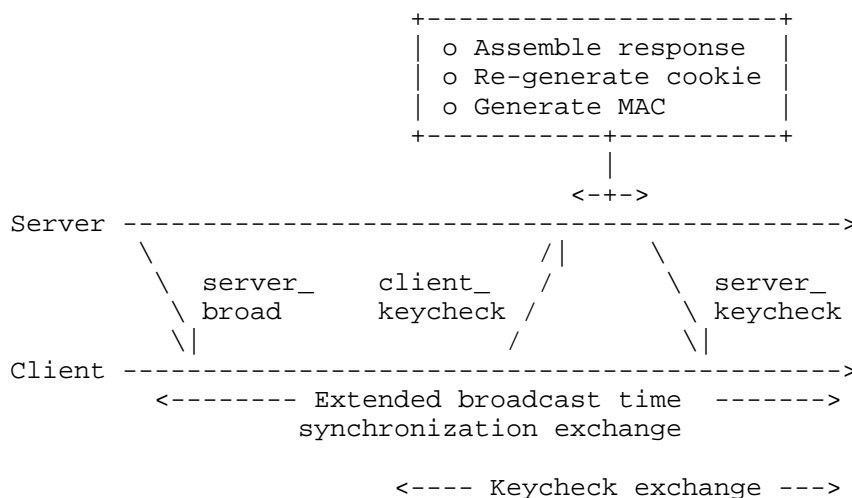 o Assemble response
o Re-generate cookie
o Generate MAC
Server
server_ client_ server_
broad keycheck keycheck
Client
Extended broadcast time
synchronization exchange
Keycheck exchange